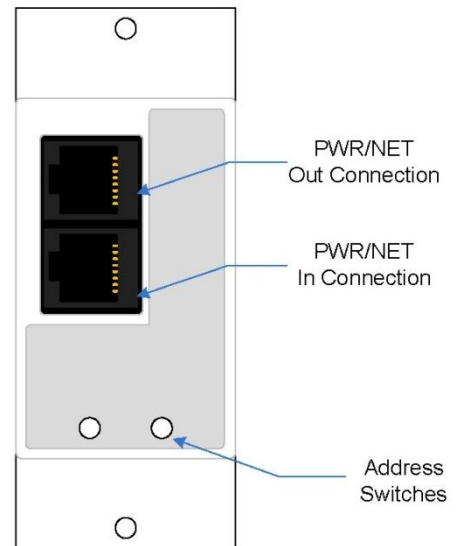 PWR/NET
Out Connection
PWR/NET
In Connection
Address
Switches